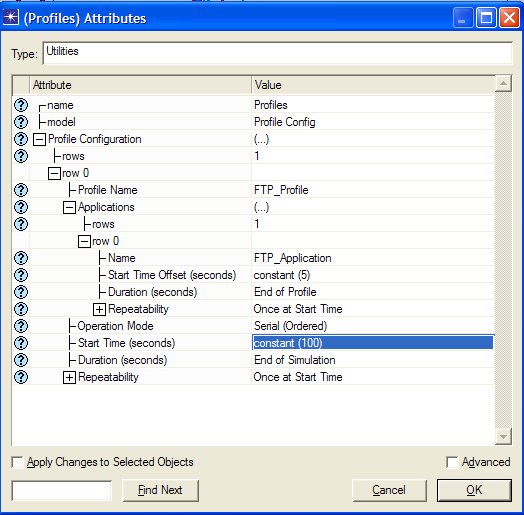 (Profiles) Attributes
Type: Utilities
Attribute Value
? name Profiles
? model Profile Config
? Profile Configuration (...)
? rows 1
row 0
? Profile Name FTP_Profile
? Applications (...)
? rows 1
row 0
? Name FTP_Application
? Start Time Offset (seconds) constant (5)
? Duration (seconds) End of Profile
? Repeatability Once at Start Time
? Operation Mode Serial (Ordered)
? Start Time (seconds) constant (100)
? Duration (seconds) End of Simulation
? Repeatability Once at Start Time
Apply Changes to Selected Objects Advanced
Find Next Cancel OK